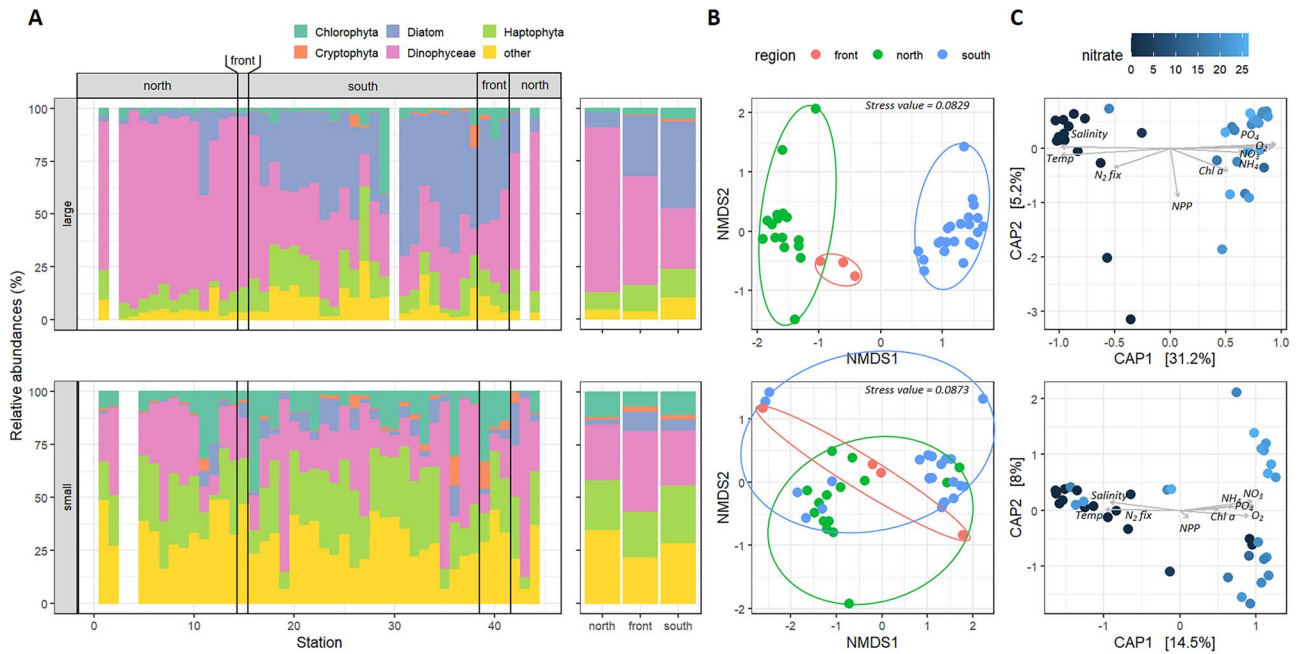 A
Chlorophyta Diatom Haptophyta
Cryptophyta Dinophyceae other
front
north south front north
large
100
75
50
25
0
small
100
75
50
25
0
Relative abundances (%)
0 10 20 30 40
Station
north front south
B
region front north south
Stress value = 0.0829
2
1
0
-1
NMDS2
-2 -1 0 1
NMDS1
Stress value = 0.0873
1
0
-1
-2
NMDS2
-2 -1 0 1 2
NMDS1
C
nitrate
0 5 10 15 20 25
1
0
-1
-2
-3
CAP2 [5.2%]
Salinity
Temp
N2 fix
PO4
O2
NO3
NH4
Chl a
NPP
-1.0 -0.5 0.0 0.5 1.0
CAP1 [31.2%]
2
1
0
-1
CAP2 [8%]
Salinity
Temp
N2 fix
NH4
NO3
PO4
Chl a
O2
NPP
-1 0 1
CAP1 [14.5%]